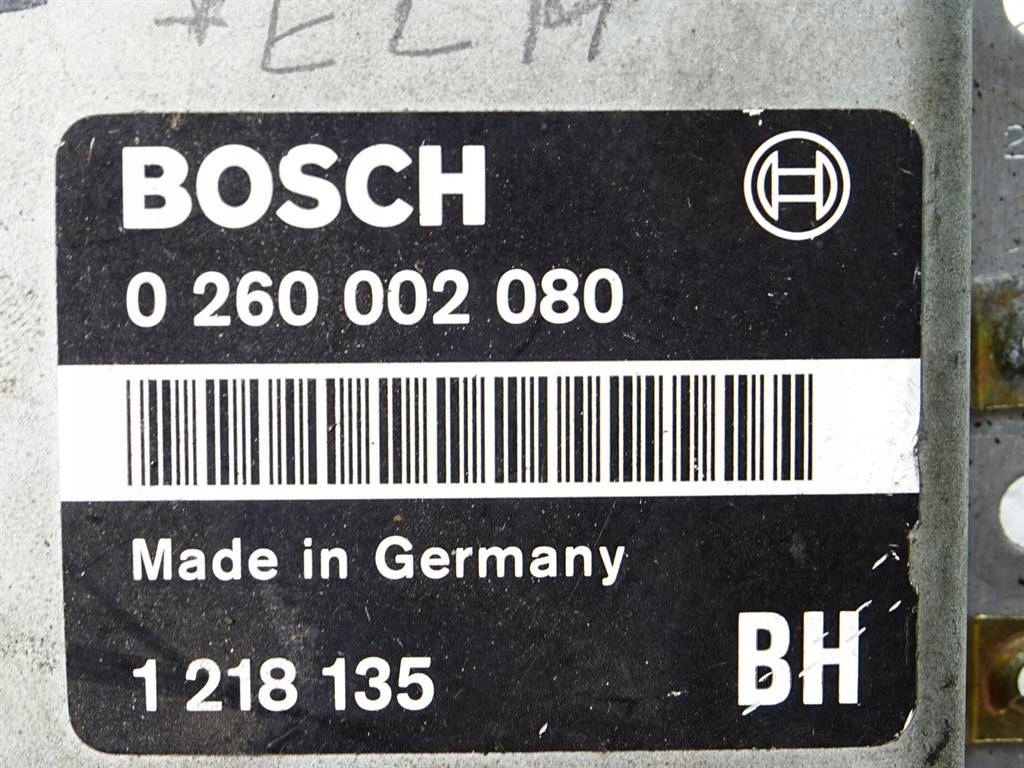 BOSCH
0 260 002 080
Made in Germany
1 218 135
BH